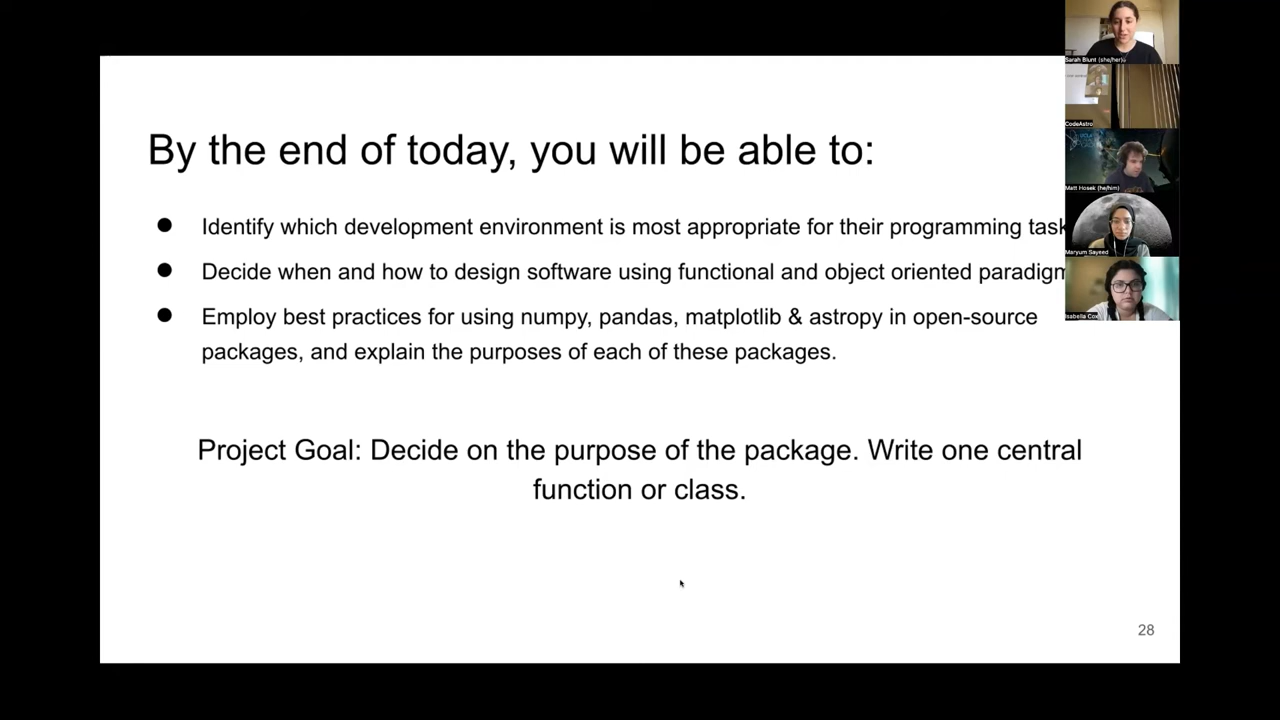 By the end of today, you will be able to:
Sarah Blunt (she/her)
CodeAstro
Matt Hosek (he/him)
Maryum Sayeed
Isabella Cox
● Identify which development environment is most appropriate for their programming task
● Decide when and how to design software using functional and object oriented paradigm
● Employ best practices for using numpy, pandas, matplotlib & astropy in open-source
packages, and explain the purposes of each of these packages.
Project Goal: Decide on the purpose of the package. Write one central
function or class.
28